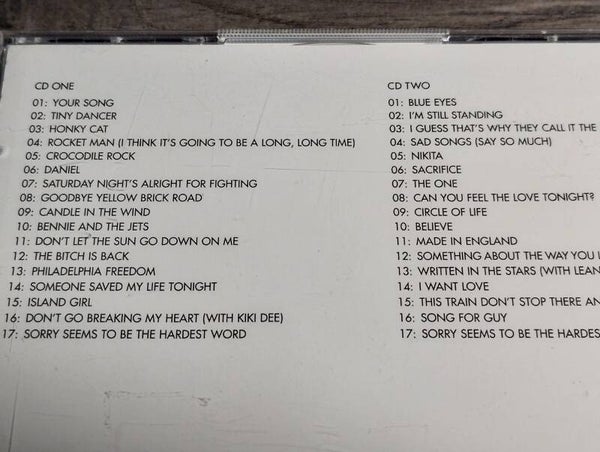 CD ONE
01: YOUR SONG
02: TINY DANCER
03: HONKY CAT
04: ROCKET MAN (I THINK IT'S GOING TO BE A LONG, LONG TIME)
05: CROCODILE ROCK
06: DANIEL
07: SATURDAY NIGHT'S ALRIGHT FOR FIGHTING
08: GOODBYE YELLOW BRICK ROAD
09: CANDLE IN THE WIND
10: BENNIE AND THE JETS
11: DON'T LET THE SUN GO DOWN ON ME
12: THE BITCH IS BACK
13: PHILADELPHIA FREEDOM
14: SOMEONE SAVED MY LIFE TONIGHT
15: ISLAND GIRL
16: DON'T GO BREAKING MY HEART (WITH KIKI DEE)
17: SORRY SEEMS TO BE THE HARDEST WORD
CD TWO
01: BLUE EYES
02: I'M STILL STANDING
03: I GUESS THAT'S WHY THEY CALL IT THE
04: SAD SONGS (SAY SO MUCH)
05: NIKITA
06: SACRIFICE
07: THE ONE
08: CAN YOU FEEL THE LOVE TONIGHT?
09: CIRCLE OF LIFE
10: BELIEVE
11: MADE IN ENGLAND
12: SOMETHING ABOUT THE WAY YOU L
13: WRITTEN IN THE STARS (WITH LEAN
14: I WANT LOVE
15: THIS TRAIN DON'T STOP THERE AN
16: SONG FOR GUY
17: SORRY SEEMS TO BE THE HARDES